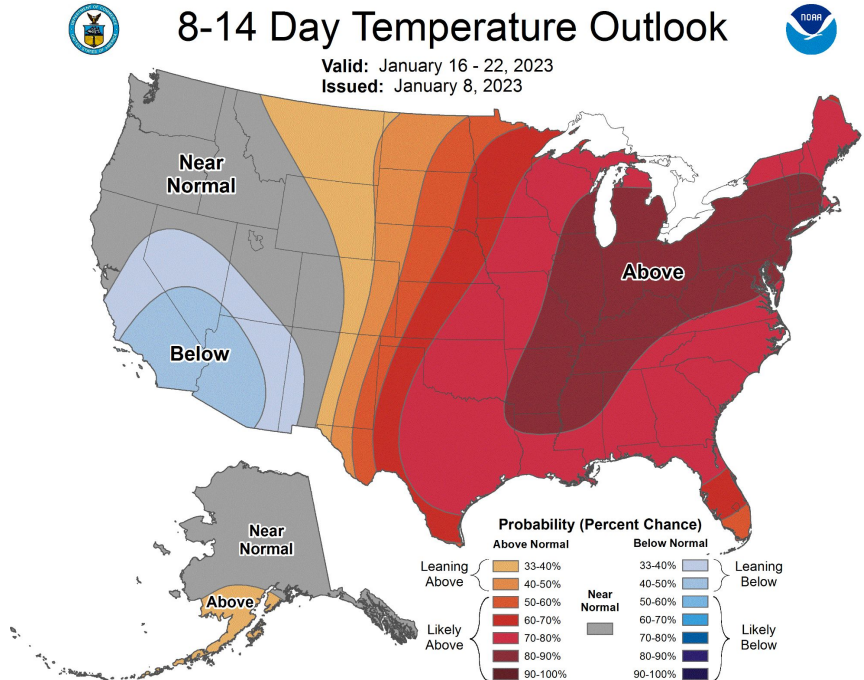 8-14 Day Temperature Outlook
NOAA
Valid: January 16 - 22, 2023
Issued: January 8, 2023
Near
Normal
Above
Below
Near
Normal
Above
Probability (Percent Chance)
Above Normal
Below Normal
Leaning
Above
33-40%
40-50%
Likely
Above
50-60%
60-70%
70-80%
80-90%
90-100%
Near
Normal
33-40%
40-50%
Leaning
Below
50-60%
60-70%
70-80%
80-90%
90-100%
Likely
Below